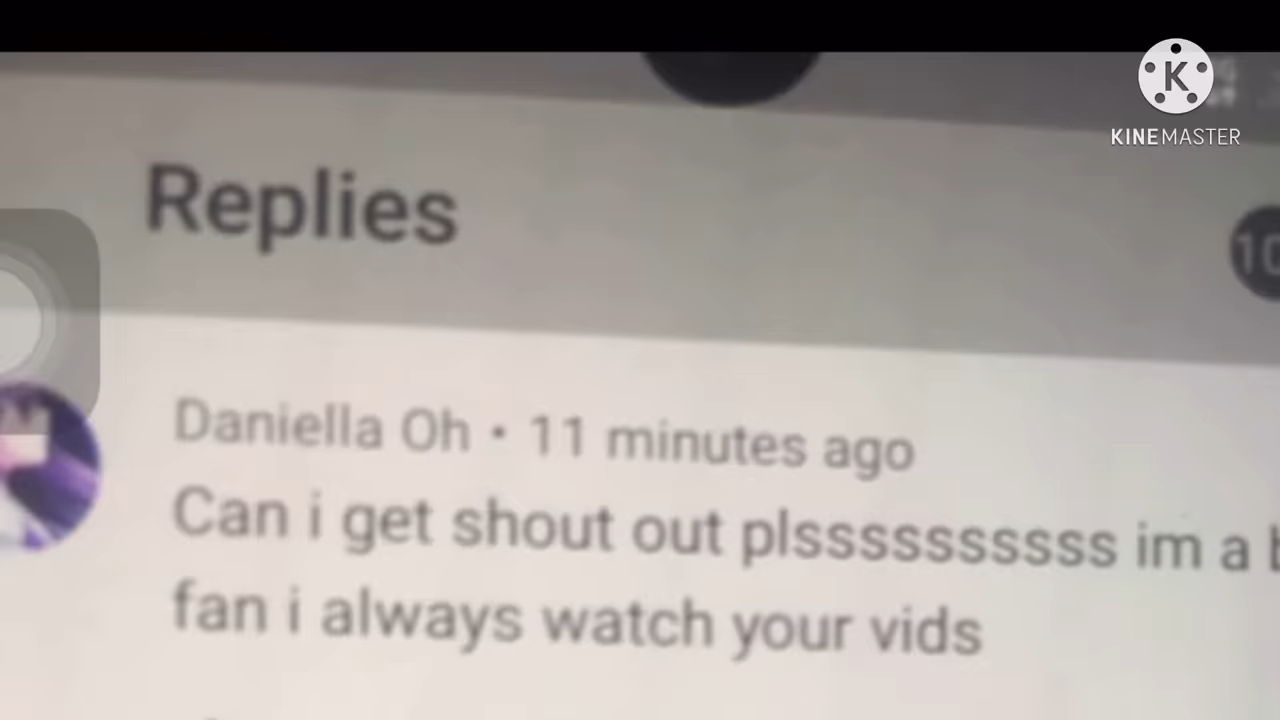 KINEMASTER
Replies
Daniella Oh • 11 minutes ago
Can i get shout out plssssssssss im a
fan i always watch your vids